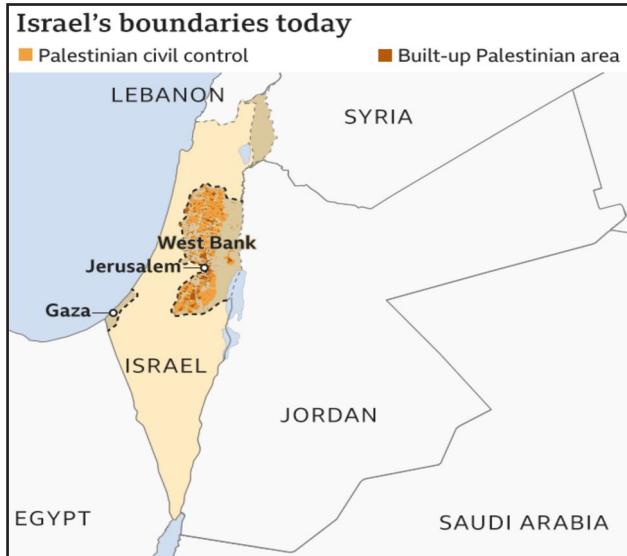 Israel's boundaries today
Palestinian civil control
Built-up Palestinian area
LEBANON
SYRIA
West Bank
Jerusalem
Gaza
ISRAEL
JORDAN
EGYPT
SAUDI ARABIA